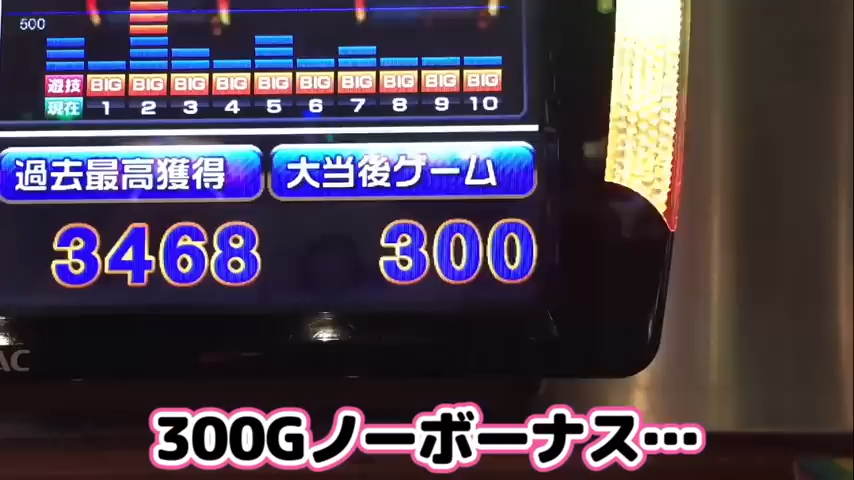 500
遊技 BIG BIG BIG BIG BIG BIG BIG BIG BIG BIG
現在 1 2 3 4 5 6 7 8 9 10
過去最高獲得 大当後ゲーム
3468 300
AC
300Gノーボーナス…